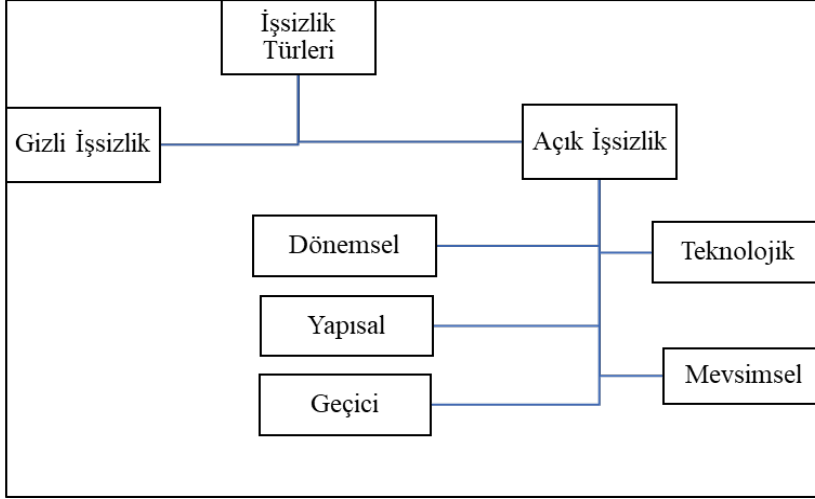 İşsizlik
Türleri
Gizli İşsizlik
Açık İşsizlik
Dönemsel
Teknolojik
Yapısal
Mevsimsel
Geçici